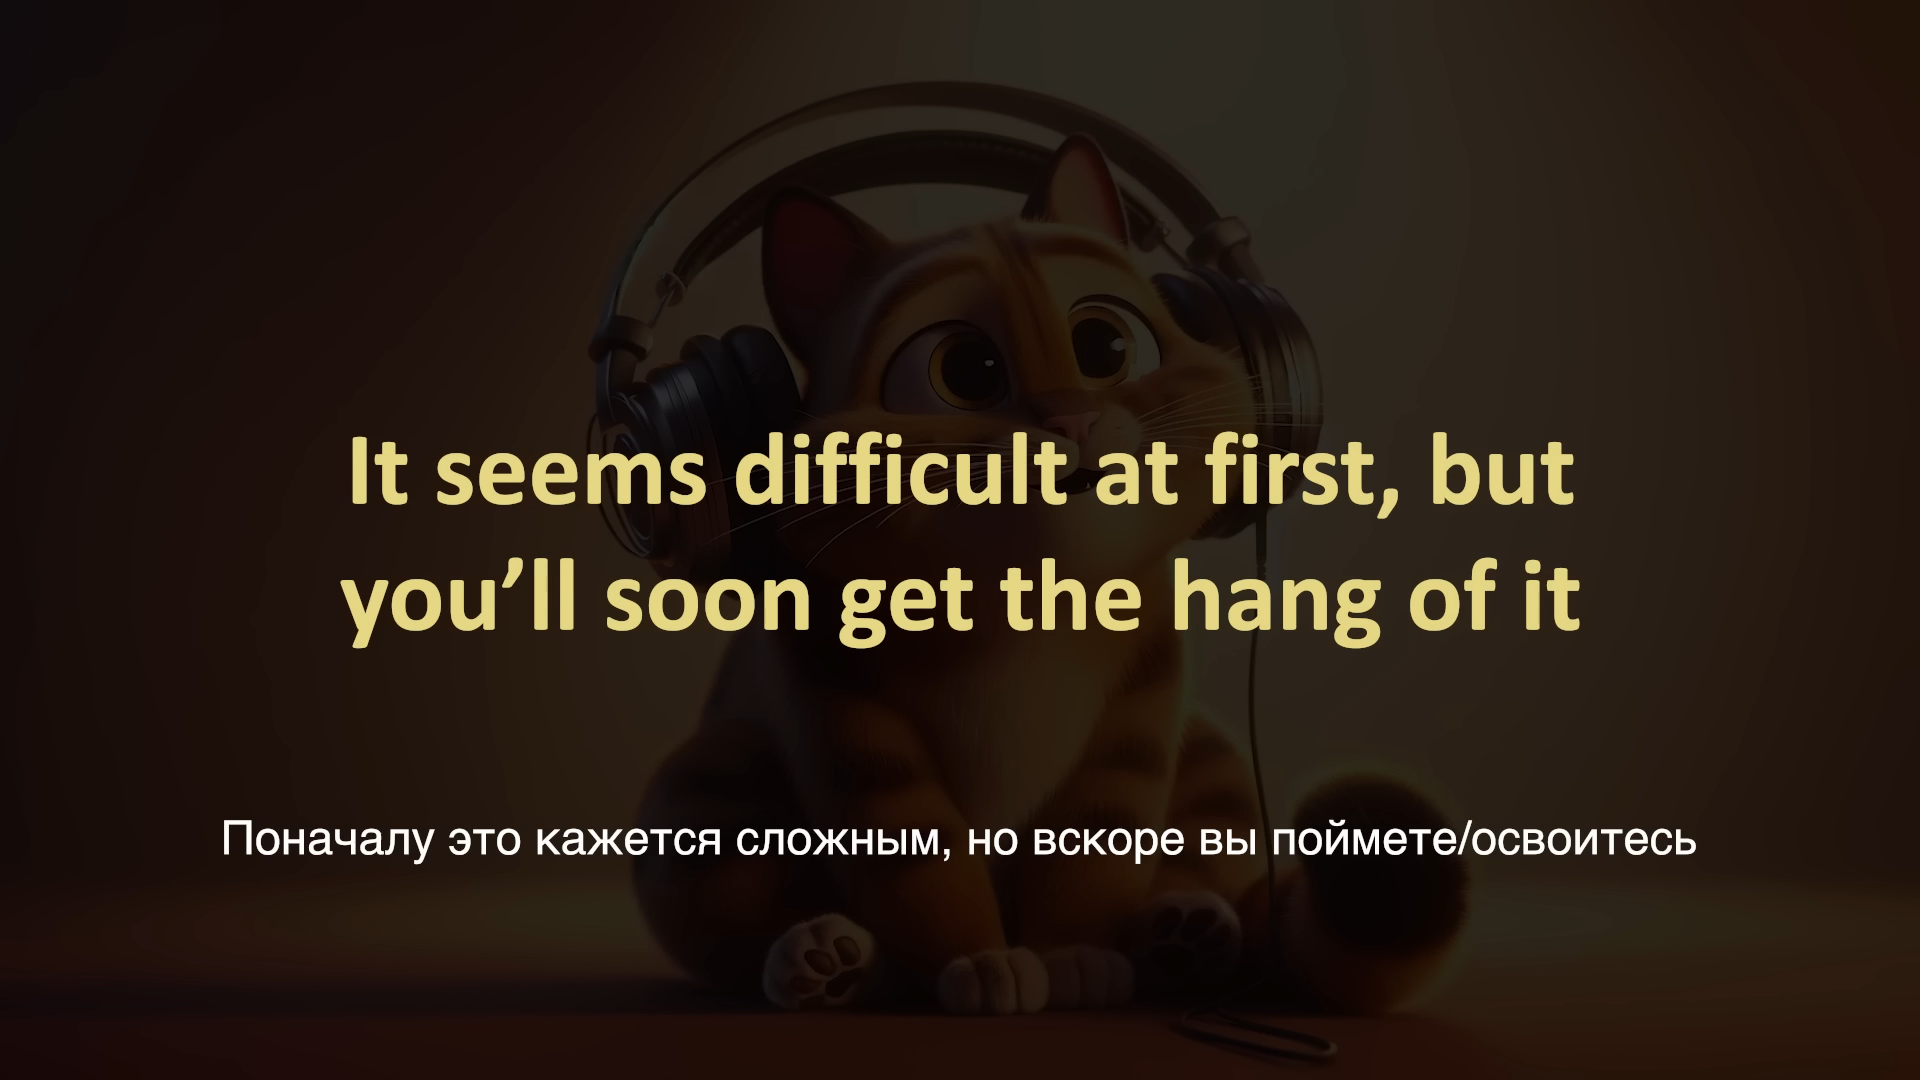 It seems difficult at first, but
you’ll soon get the hang of it
Поначалу это кажется сложным, но вскоре вы поймете/освоитесь